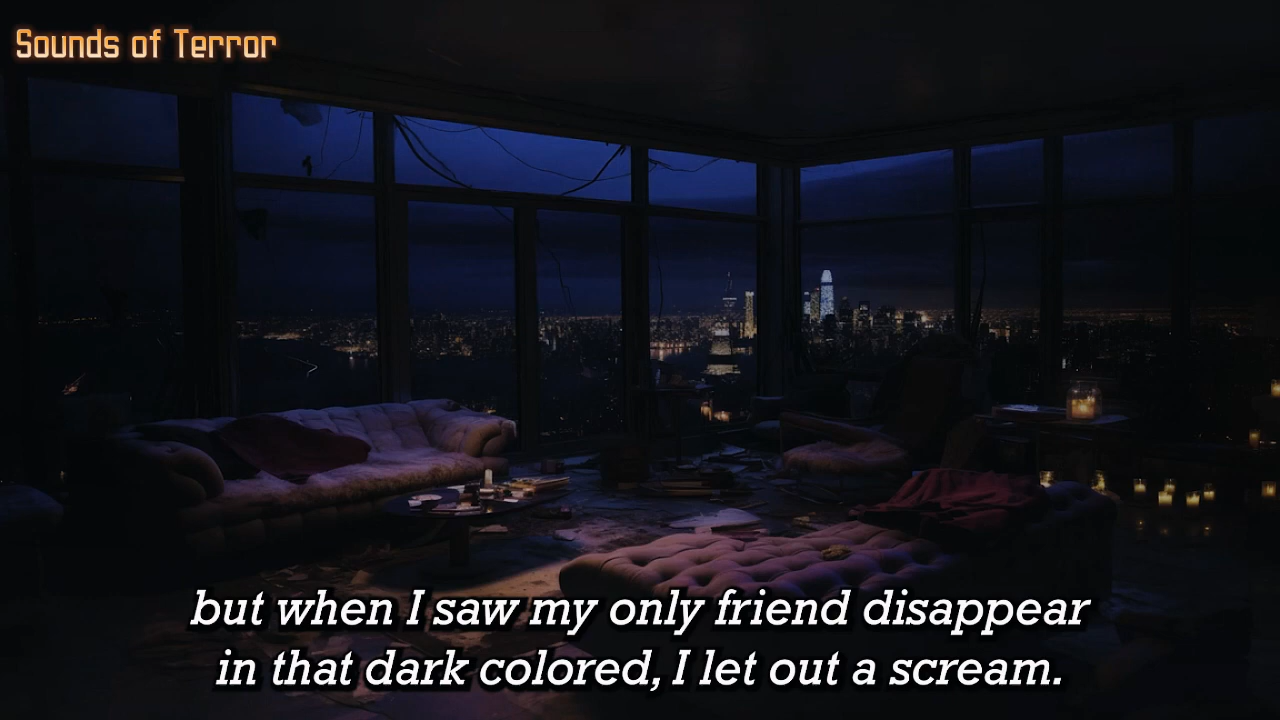 Sounds of Terror
but when I saw my only friend disappear
in that dark colored, I let out a scream.